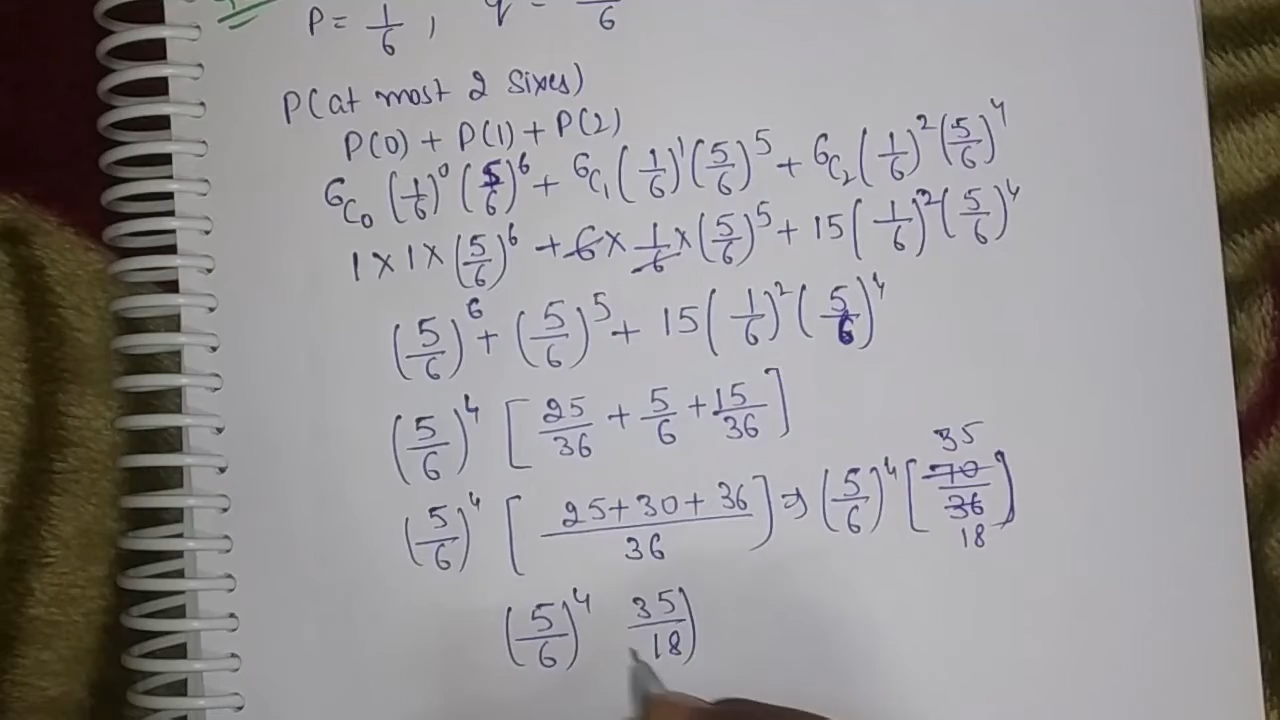 P = 1/6 , q = /6
P(at most 2 sixes)
P(0) + P(1) + P(2)
⁶C₀ (1/6)⁰ (5/6)⁶ + ⁶C₁ (1/6)¹ (5/6)⁵ + ⁶C₂ (1/6)² (5/6)⁴
1 × 1 × (5/6)⁶ + 6 × 1/6 × (5/6)⁵ + 15 (1/6)² (5/6)⁴
(5/6)⁶ + (5/6)⁵ + 15 (1/6)² (5/6)⁴
(5/6)⁴ [25/36 + 5/6 + 15/36]
(5/6)⁴ [25+30+36/36] ⇒ (5/6)⁴ [70/36] 35 18
(5/6)⁴ 35/18)